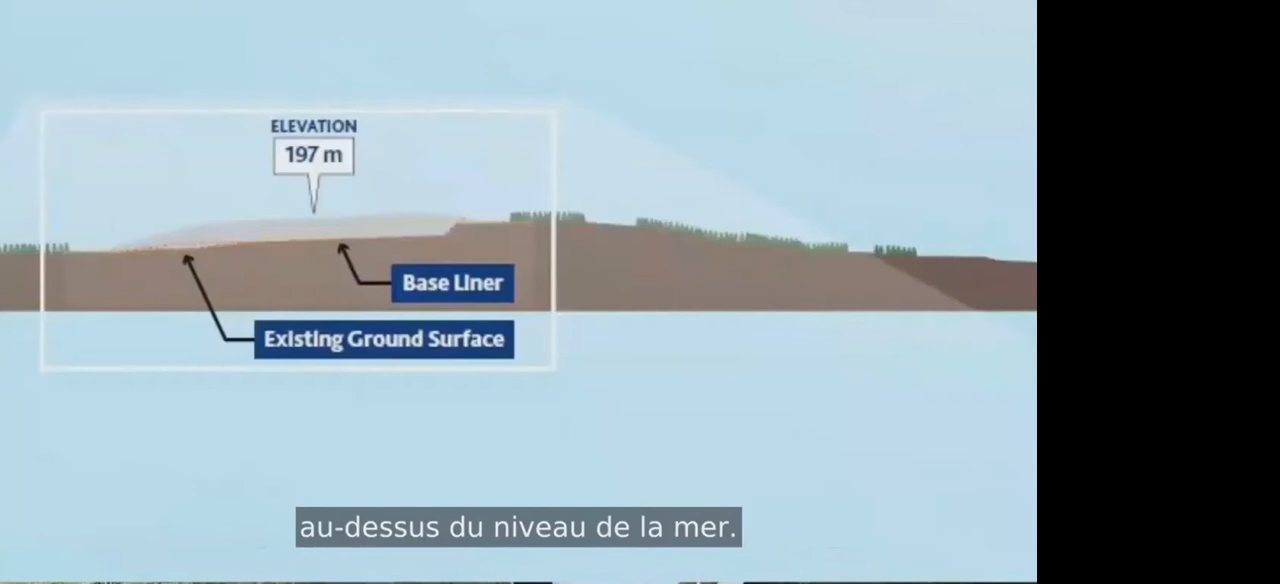 ELEVATION
197 m
Base Liner
Existing Ground Surface
au-dessus du niveau de la mer.